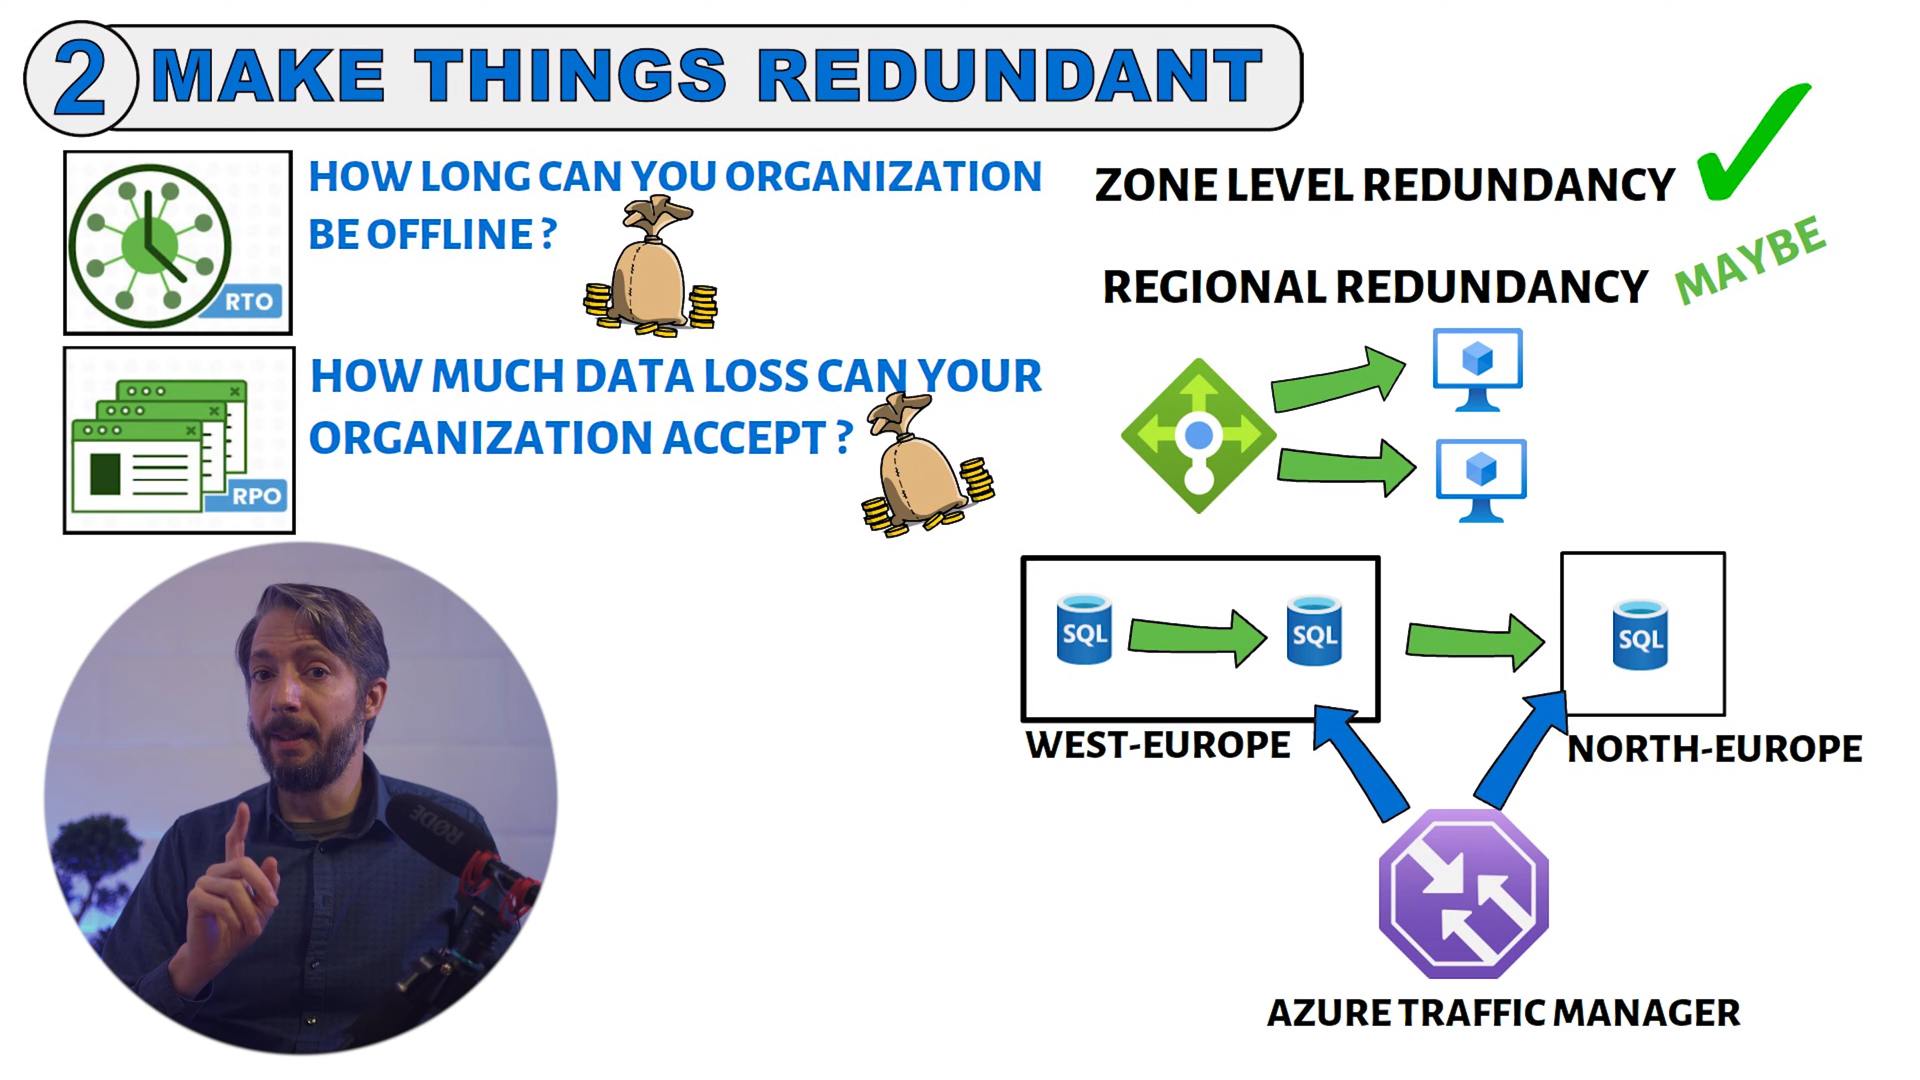 2 MAKE THINGS REDUNDANT
HOW LONG CAN YOU ORGANIZATION
BE OFFLINE ?
RTO
HOW MUCH DATA LOSS CAN YOUR
ORGANIZATION ACCEPT ?
RPO
ZONE LEVEL REDUNDANCY
REGIONAL REDUNDANCY MAYBE
SQL SQL SQL
WEST-EUROPE
NORTH-EUROPE
RØDE
AZURE TRAFFIC MANAGER